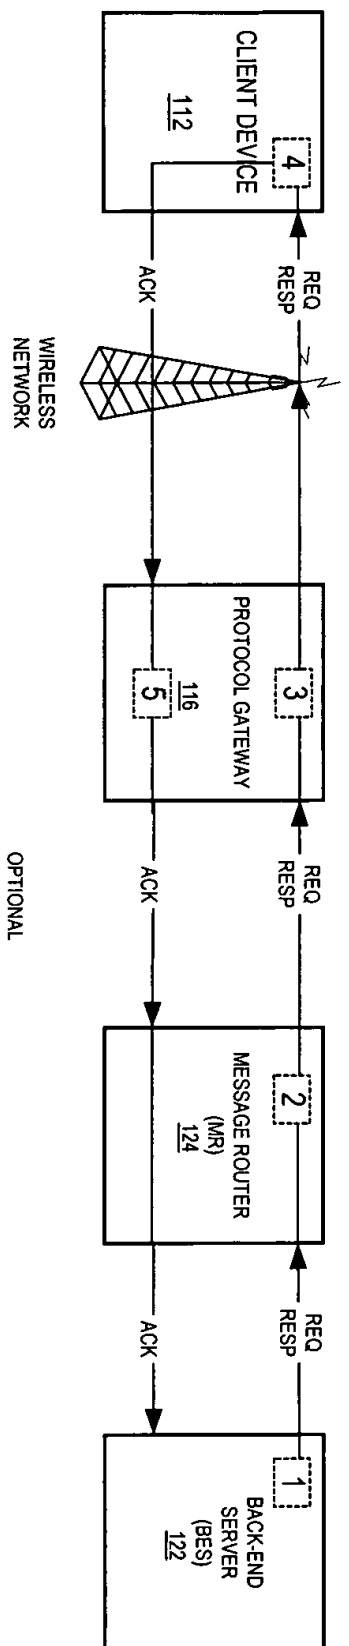 CLIENT DEVICE
4
112
REQ
RESP
ACK
WIRELESS
NETWORK
PROTOCOL GATEWAY
3
116
5
REQ
RESP
ACK
OPTIONAL
MESSAGE ROUTER
(MR)
124
2
REQ
RESP
ACK
1
BACK-END
SERVER
(BES)
122